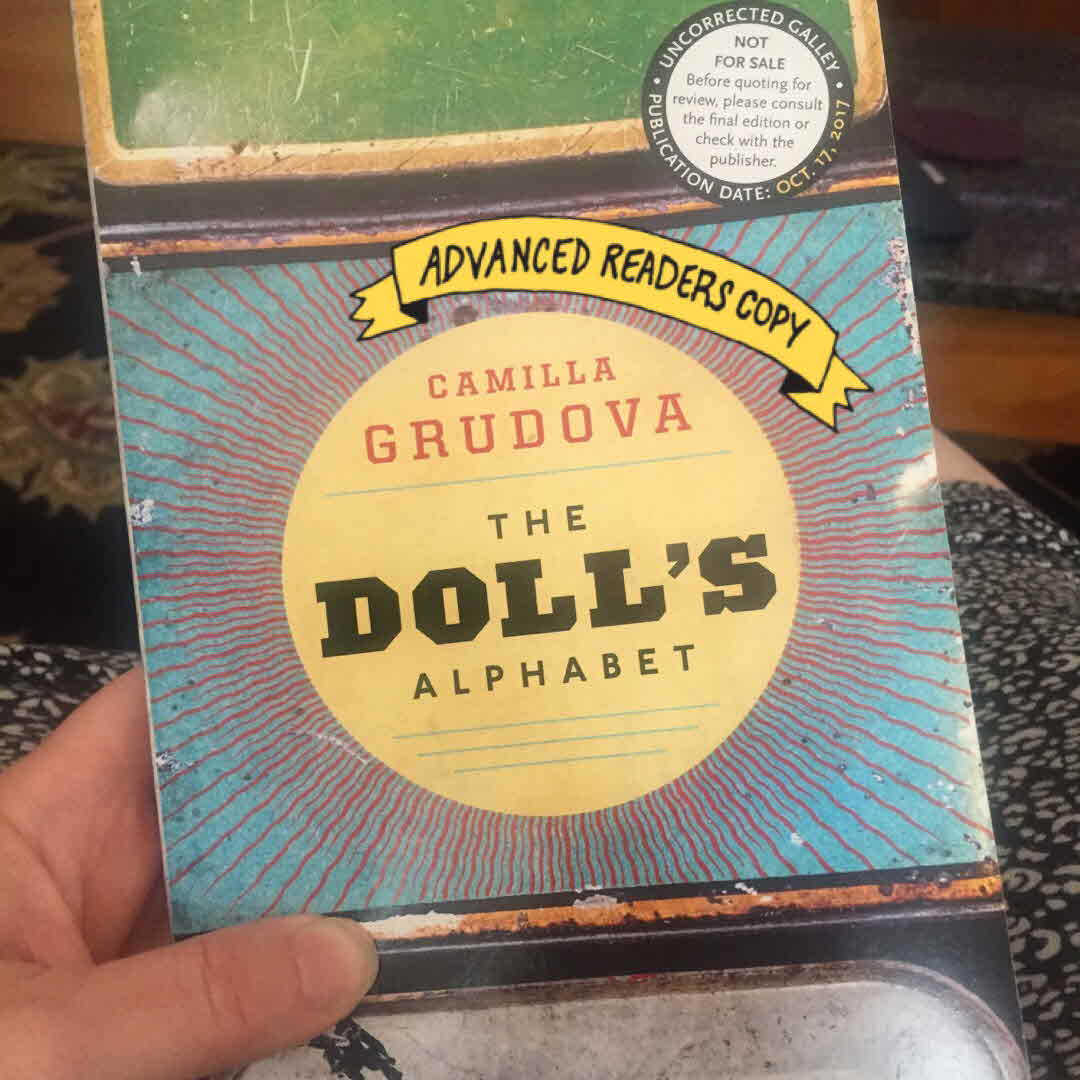 • UNCORRECTED GALLEY •
NOT
FOR SALE
Before quoting for
review, please consult
the final edition or
check with the
publisher.
PUBLICATION DATE: OCT. 17, 2017
ADVANCED READERS COPY
CAMILLA
GRUDOVA
THE
DOLL'S
ALPHABET